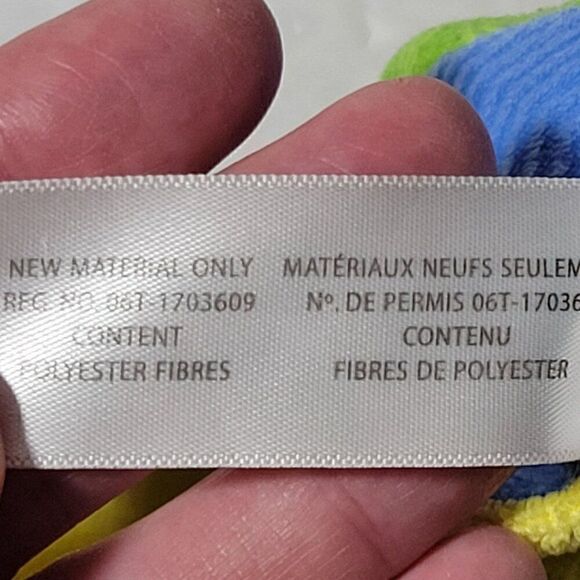 NEW MATERIAL ONLY
REG. NO. 06T-1703609
CONTENT
POLYESTER FIBRES
MATÉRIAUX NEUFS SEULEM
Nº. DE PERMIS 06T-17036
CONTENU
FIBRES DE POLYESTER